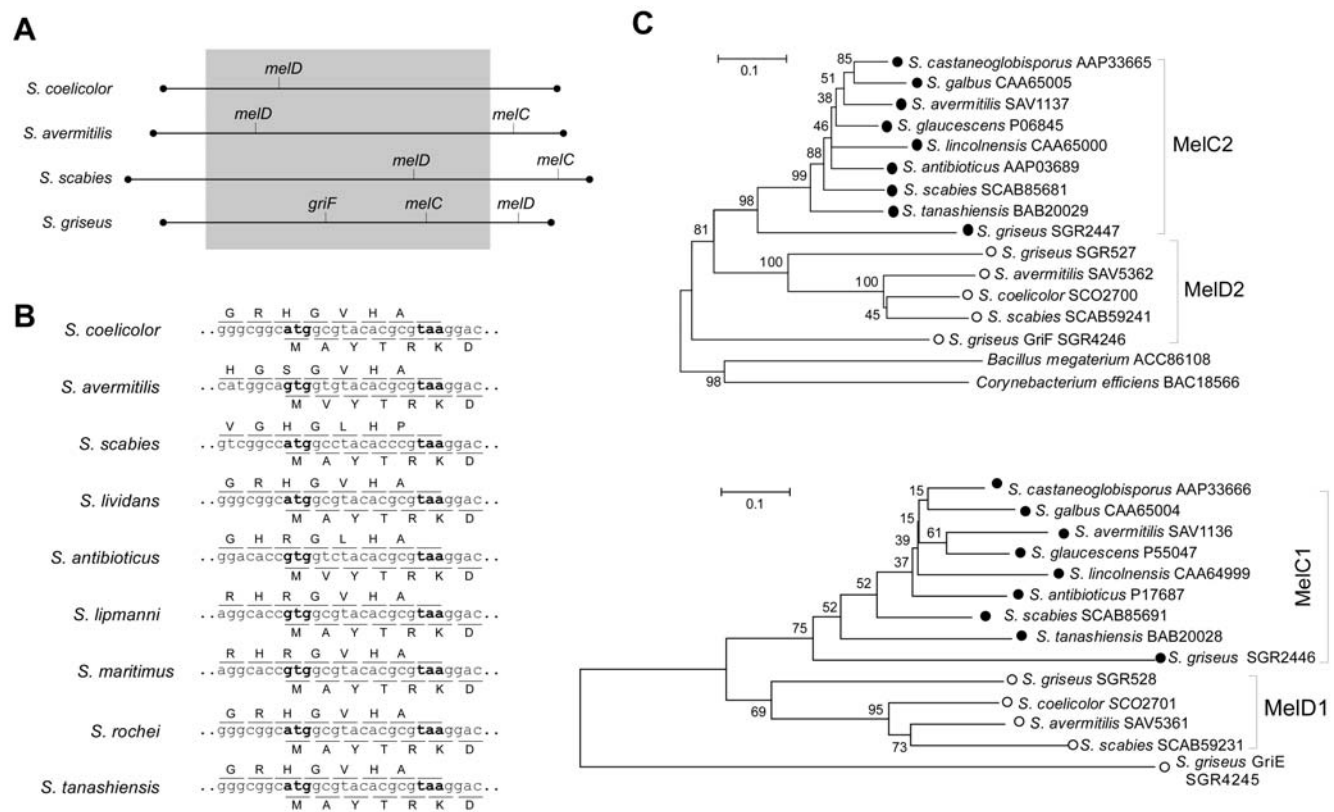 A
melD
S. coelicolor
melD
melC
S. avermitilis
melD
melC
S. scabies
griF
melC
melD
S. griseus
B
G R H G V H A
S. coelicolor
..gggcggcatggcgtacacgcgtaaggac..
M A Y T R K D
H G S G V H A
S. avermitilis
..catggcagtggtgtacacgcgtaaggac..
M V Y T R K D
V G H G L H P
S. scabies
..gtcggccatggcctacacccgtaaggac..
M A Y T R K D
G R H G V H A
S. lividans
..gggcggcatggcgtacacgcgtaaggac..
M A Y T R K D
G H R G L H A
S. antibioticus
..ggacaccgtggtctacacgcgtaaggac..
M V Y T R K D
R H R G V H A
S. lipmanni
..aggcaccgtggcgtacacgcgtaaggac..
M A Y T R K D
R H R G V H A
S. maritimus
..aggcaccgtggcgtacacgcgtaaggac..
M A Y T R K D
G R H G V H A
S. rochei
..gggcggcatggcgtacacgcgtaaggac..
M A Y T R K D
G R H G V H A
S. tanashiensis
..gggcggcatggcgtacacgcgtaaggac..
M A Y T R K D
C
0.1
85
S. castaneoglobisporus AAP33665
51
S. galbus CAA65005
38
S. avermitilis SAV1137
46
S. glaucescens P06845
S. lincolnensis CAA65000
MelC2
88
S. antibioticus AAP03689
99
S. scabies SCAB85681
98
S. tanashiensis BAB20029
81
S. griseus SGR2447
100
S. griseus SGR527
100
S. avermitilis SAV5362
S. coelicolor SCO2700
MelD2
45
S. scabies SCAB59241
S. griseus GriF SGR4246
Bacillus megaterium ACC86108
98
Corynebacterium efficiens BAC18566
0.1
15
S. castaneoglobisporus AAP33666
15
S. galbus CAA65004
39
61
S. avermitilis SAV1136
37
S. glaucescens P55047
52
S. lincolnensis CAA64999
MelC1
52
S. antibioticus P17687
75
S. scabies SCAB85691
S. tanashiensis BAB20028
S. griseus SGR2446
69
S. griseus SGR528
95
S. coelicolor SCO2701
MelD1
73
S. avermitilis SAV5361
S. scabies SCAB59231
S. griseus GriE
SGR4245